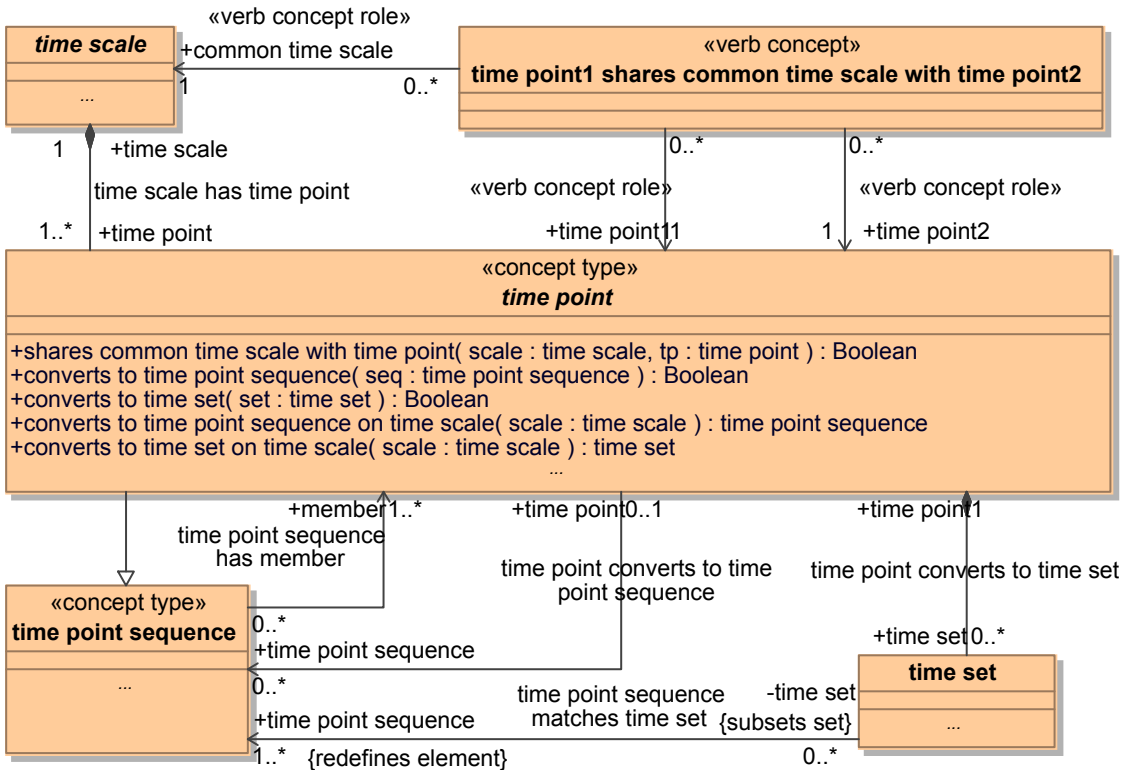 «verb concept role»
time scale
+common time scale
1
0..*
...
«verb concept»
time point1 shares common time scale with time point2
1
+time scale
time scale has time point
1..*
+time point
0..*
0..*
«verb concept role»
«verb concept role»
+time point1
1
1
+time point2
«concept type»
time point
+shares common time scale with time point( scale : time scale, tp : time point ) : Boolean
+converts to time point sequence( seq : time point sequence ) : Boolean
+converts to time set( set : time set ) : Boolean
+converts to time point sequence on time scale( scale : time scale ) : time point sequence
+converts to time set on time scale( scale : time scale ) : time set
...
+member
1..*
+time point
0..1
+time point
1
time point sequence
has member
time point converts to time
point sequence
time point converts to time set
«concept type»
time point sequence
...
0..*
+time point sequence
0..*
+time set
0..*
time set
...
+time point sequence
1..*
{redefines element}
time point sequence
matches time set
-time set
{subsets set}
0..*